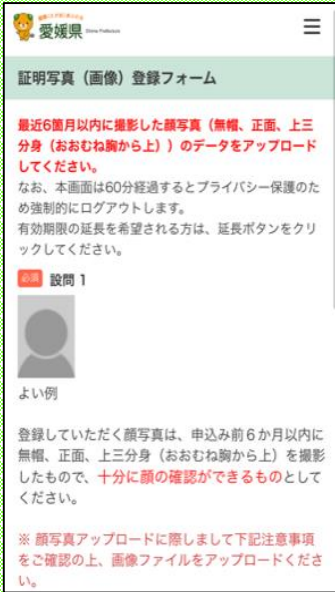 愛媛県
証明写真（画像）登録フォーム
最近6箇月以内に撮影した顔写真（無帽、正面、上三
分身（おおむね胸から上））のデータをアップロード
してください。
なお、本画面は60分経過するとプライバシー保護のた
め強制的にログアウトします。
有効期限の延長を希望される方は、延長ボタンをクリ
ックしてください。
必須 設問 1
よい例
登録していただく顔写真は、申込み前６か月以内に
無帽、正面、上三分身（おおむね胸から上）を撮影
したもので、十分に顔の確認ができるものとして
ください。
※ 顔写真アップロードに際しまして下記注意事項
をご確認の上、画像ファイルをアップロードくださ
い。